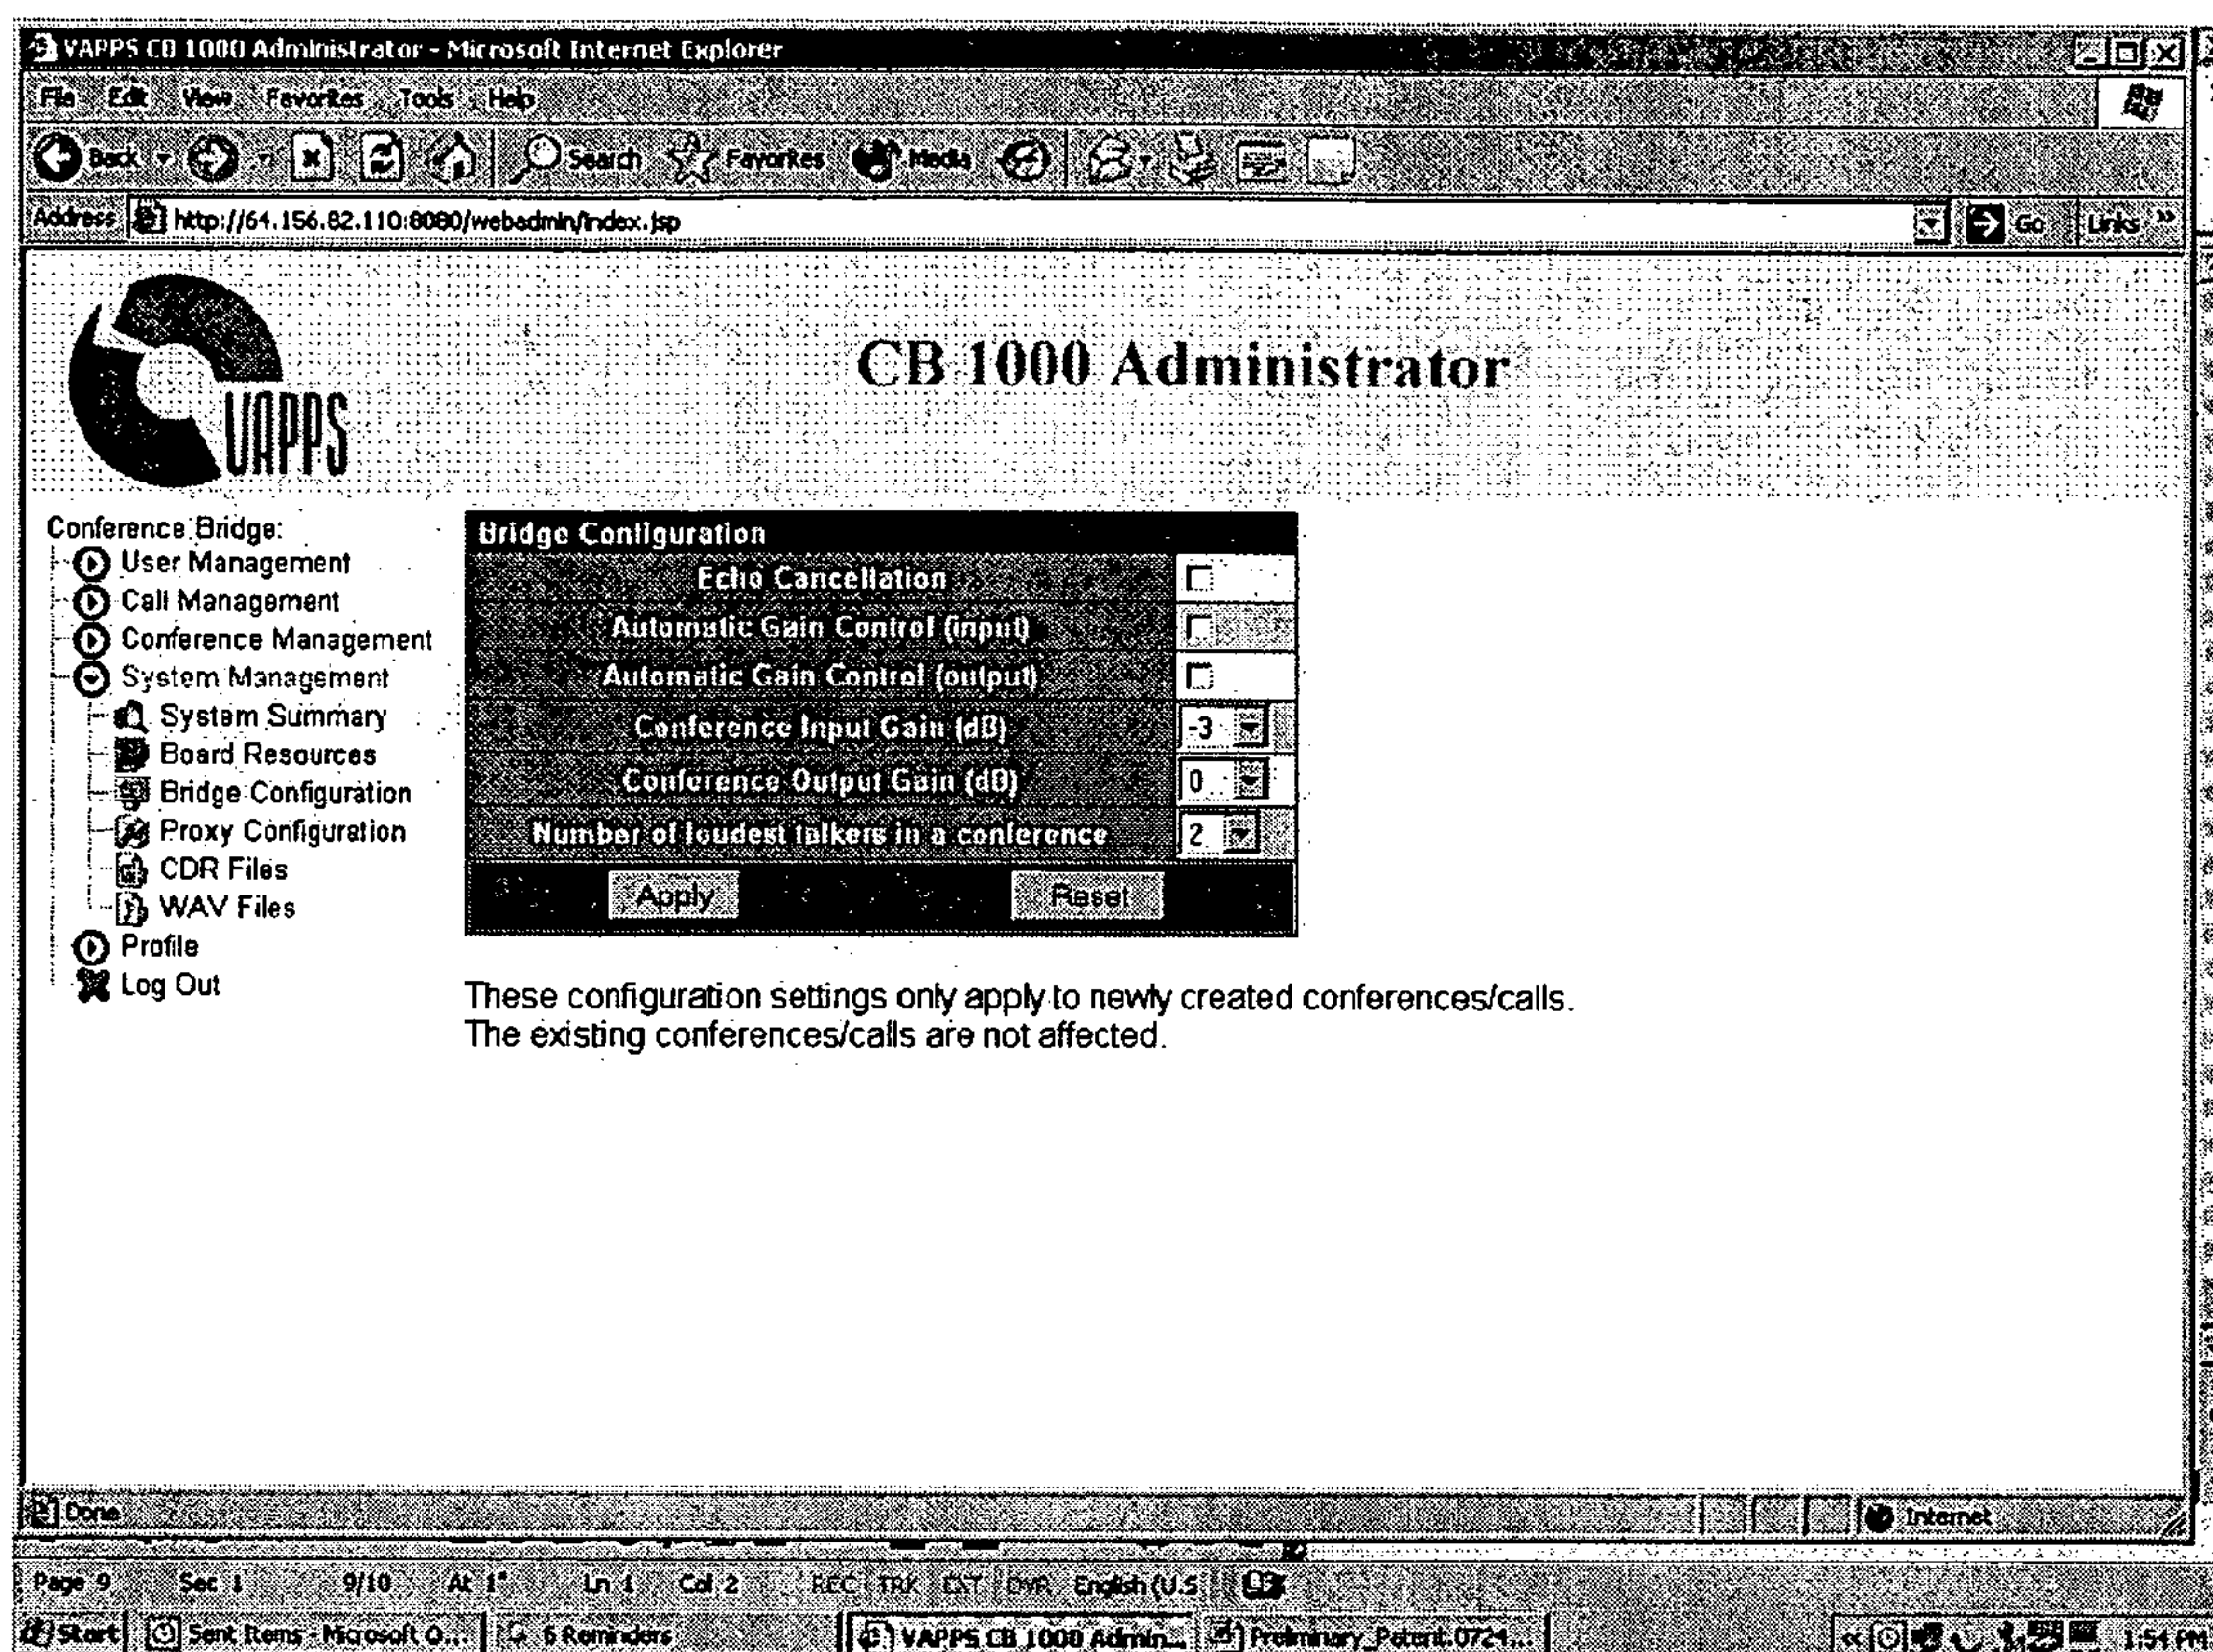 VAPPS CB 1000 Administrator - Microsoft Internet Explorer
File Edit View Favorites Tools Help
Back Search Favorites Media
Address http://64.156.82.110:8080/webadmin/index.jsp Go Links »
VAPPS
CB 1000 Administrator
Conference Bridge:
User Management
Call Management
Conference Management
System Management
System Summary
Board Resources
Bridge Configuration
Proxy Configuration
CDR Files
WAV Files
Profile
Log Out
Bridge Configuration
Echo Cancellation
Automatic Gain Control (input)
Automatic Gain Control (output)
Conference Input Gain (dB) -3
Conference Output Gain (dB) 0
Number of loudest talkers in a conference 2
Apply Reset
These configuration settings only apply to newly created conferences/calls.
The existing conferences/calls are not affected.
Done Internet
Page 9 Sec 1 9/10 At 1" Ln 1 Col 2 REC TRK EXT OVR English (U.S
Start Sent Items - Microsoft O... 6 Reminders VAPPS CB 1000 Admin... Preliminary_Patent.0724... « 1:54 PM